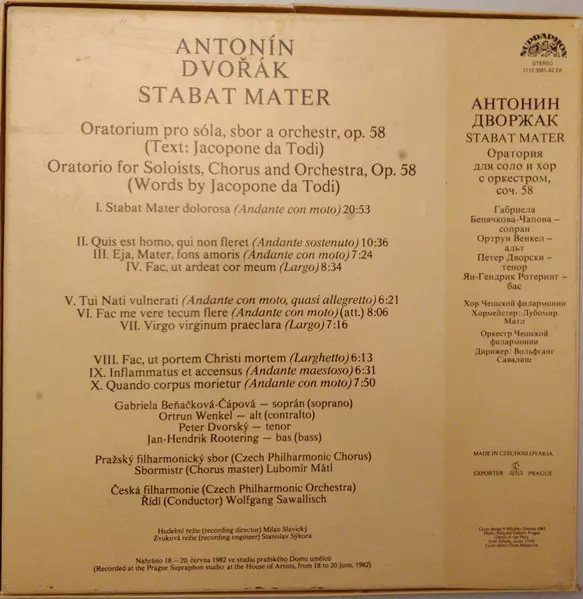 ANTONÍN
DVOŘÁK
STABAT MATER
Oratorium pro sóla, sbor a orchestr, op. 58
(Text: Jacopone da Todi)
Oratorio for Soloists, Chorus and Orchestra, Op. 58
(Words by Jacopone da Todi)
I. Stabat Mater dolorosa (Andante con moto) 20:53
II. Quis est homo, qui non fleret (Andante sostenuto) 10:36
III. Eja, Mater, fons amoris (Andante con moto) 7:24
IV. Fac, ut ardeat cor meum (Largo) 8:34
V. Tui Nati vulnerati (Andante con moto, quasi allegretto) 6:21
VI. Fac me vere tecum flere (Andante con moto) (att.) 8:06
VII. Virgo virginum praeclara (Largo) 7:16
VIII. Fac, ut portem Christi mortem (Larghetto) 6:13
IX. Inflammatus et accensus (Andante maestoso) 6:31
X. Quando corpus morietur (Andante con moto) 7:50
Gabriela Beňačková-Čápová — soprán (soprano)
Ortrun Wenkel — alt (contralto)
Peter Dvorský — tenor
Jan-Hendrik Rootering — bas (bass)
Pražský filharmonický sbor (Czech Philharmonic Chorus)
Sbormistr (Chorus master) Lubomír Mátl
Česká filharmonie (Czech Philharmonic Orchestra)
Řídí (Conductor) Wolfgang Sawallisch
Hudební režie (recording director) Milan Slavický
Zvuková režie (recording engineer) Stanislav Sýkora
Nahráno 18 — 20. června 1982 ve studiu pražského Domu umělců
(Recorded at the Prague Supraphon studio at the House of Artists, from 18 to 20 June, 1982)
SUPRAPHON
STEREO
1112 3561-62 ZA
АНТОНИН
ДВОРЖАК
STABAT MATER
Оратория
для соло и хор
с оркестром,
соч. 58
Габриела
Бенячкова-Чапова —
сопран
Ортрун Венкел —
альт
Петер Дворски —
тенор
Ян-Гендрик Ротеринг —
бас
Хор Чешской филармонии
Хормейстер: Лубомир
Матл
Оркестр Чешской
филармонии
Дирижер: Вольфганг
Савалиш
MADE IN CZECHOSLOVAKIA
EXPORTER PRAGUE